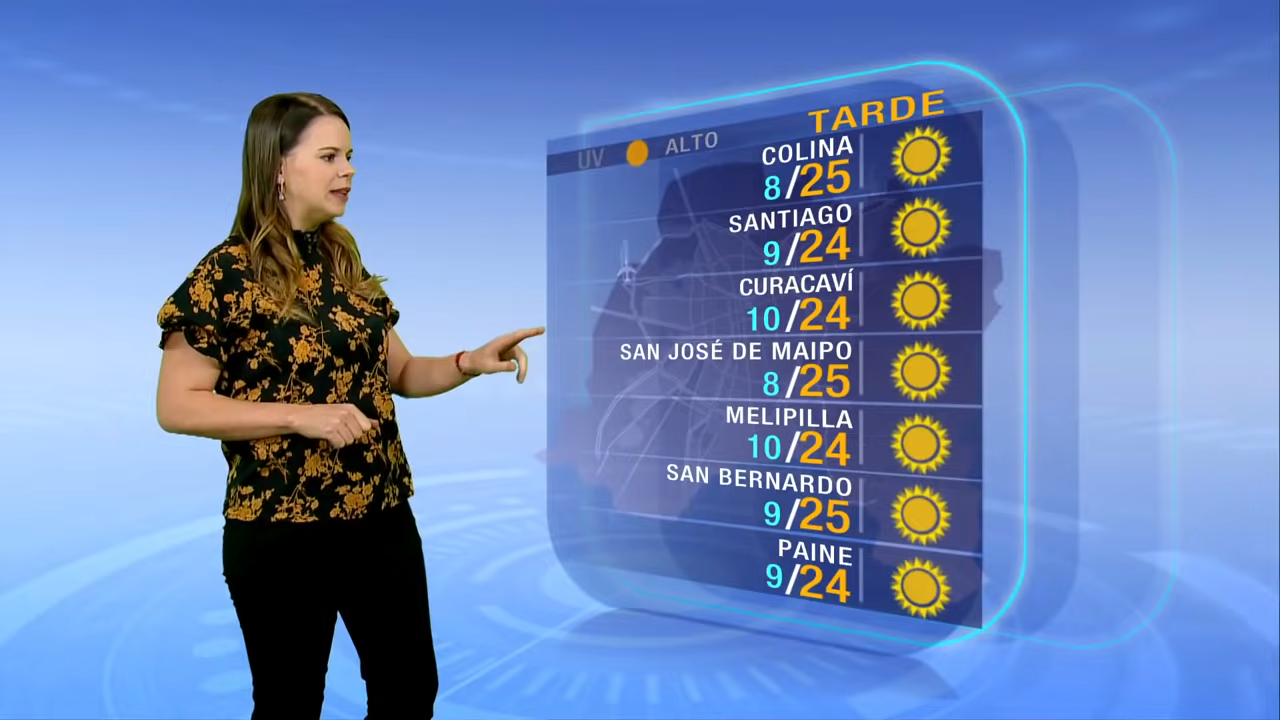 TARDE
UV ALTO
COLINA
8/25
SANTIAGO
9/24
CURACAVÍ
10/24
SAN JOSÉ DE MAIPO
8/25
MELIPILLA
10/24
SAN BERNARDO
9/25
PAINE
9/24